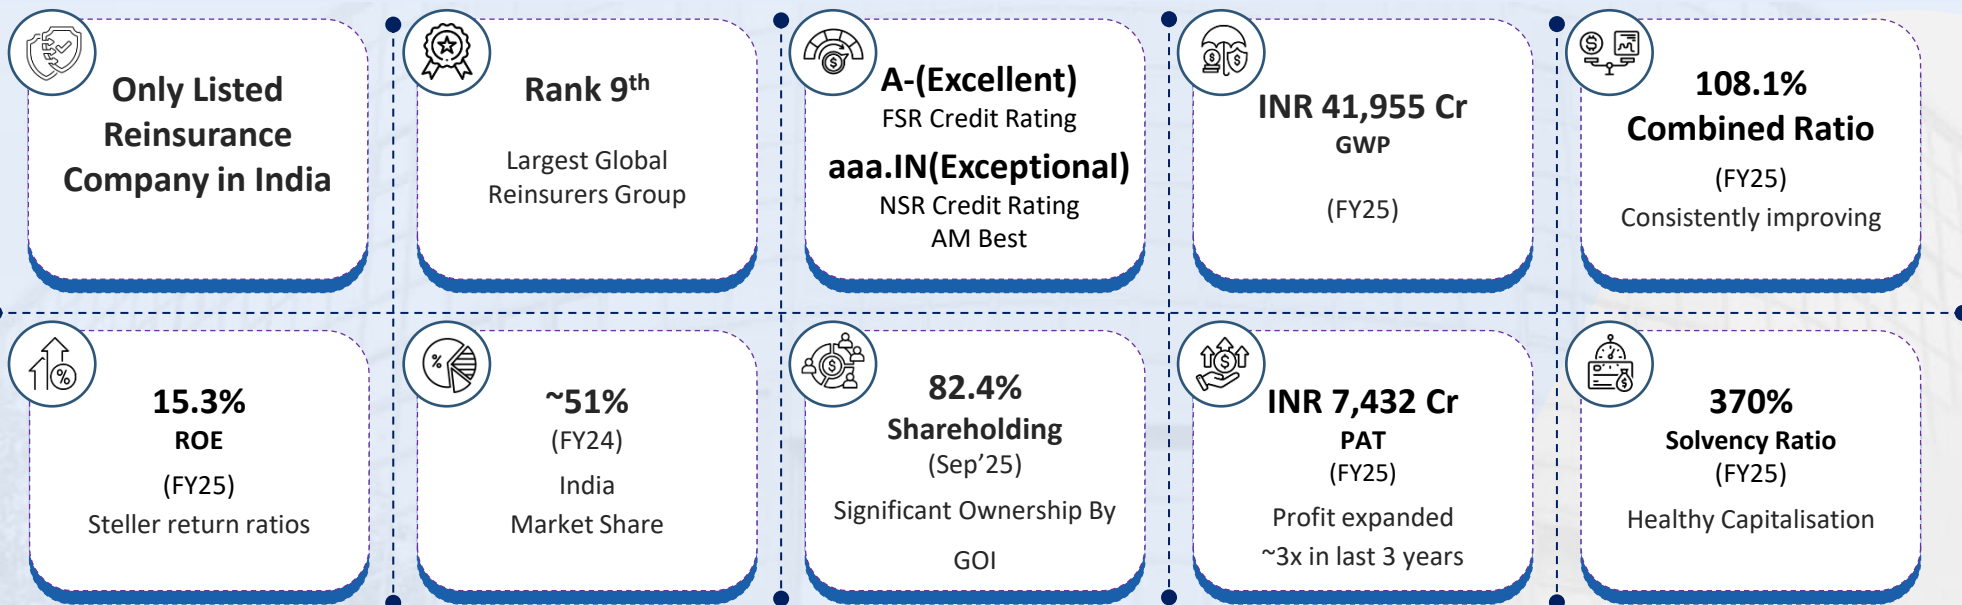 Only Listed
Reinsurance
Company in India
Rank 9th
Largest Global
Reinsurers Group
A-(Excellent)
FSR Credit Rating
aaa.IN(Exceptional)
NSR Credit Rating
AM Best
INR 41,955 Cr
GWP
(FY25)
108.1%
Combined Ratio
(FY25)
Consistently improving
15.3%
ROE
(FY25)
Steller return ratios
~51%
(FY24)
India
Market Share
82.4%
Shareholding
(Sep’25)
Significant Ownership By
GOI
INR 7,432 Cr
PAT
(FY25)
Profit expanded
~3x in last 3 years
370%
Solvency Ratio
(FY25)
Healthy Capitalisation